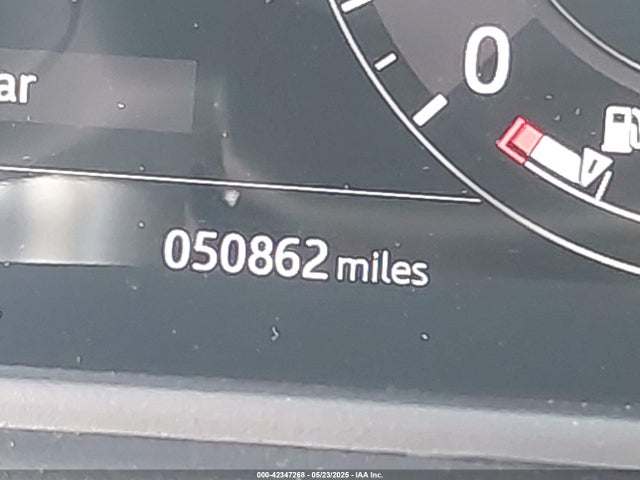 0
ar
050862 miles
000-42347268 - 05/23/2025 - IAA Inc.